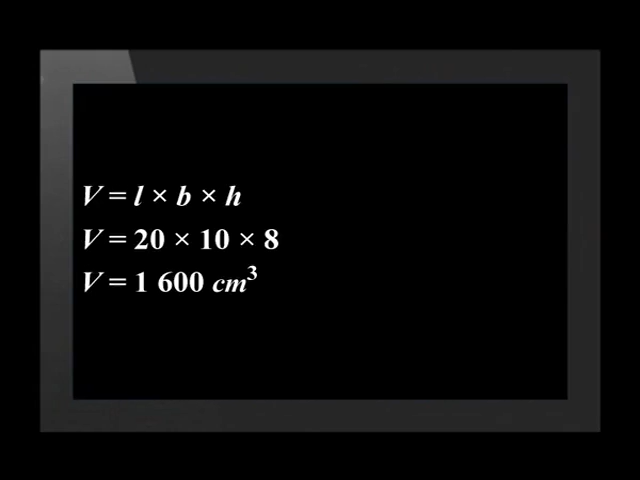 V = l × b × h
V = 20 × 10 × 8
V = 1 600 cm³